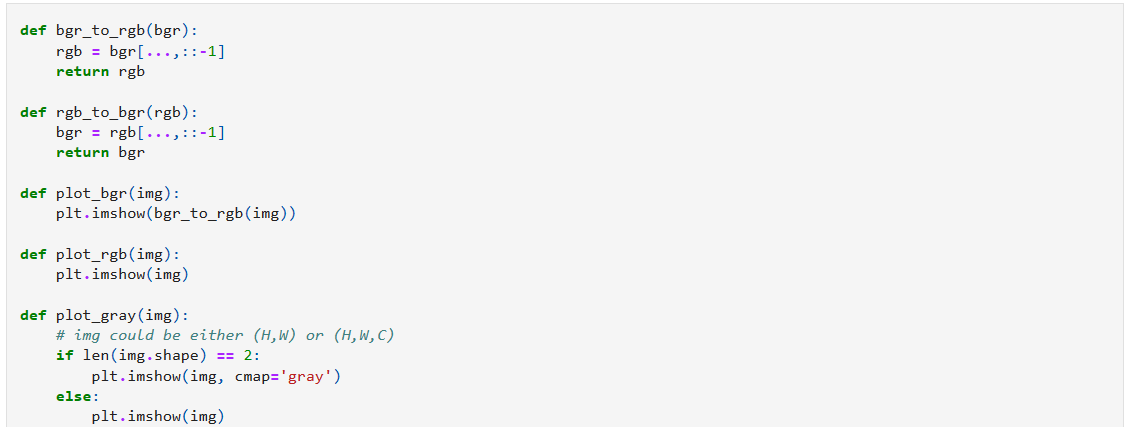 def bgr_to_rgb(bgr):
    rgb = bgr[...,::-1]
    return rgb

def rgb_to_bgr(rgb):
    bgr = rgb[...,::-1]
    return bgr

def plot_bgr(img):
    plt.imshow(bgr_to_rgb(img))

def plot_rgb(img):
    plt.imshow(img)

def plot_gray(img):
    # img could be either (H,W) or (H,W,C)
    if len(img.shape) == 2:
        plt.imshow(img, cmap='gray')
    else:
        plt.imshow(img)